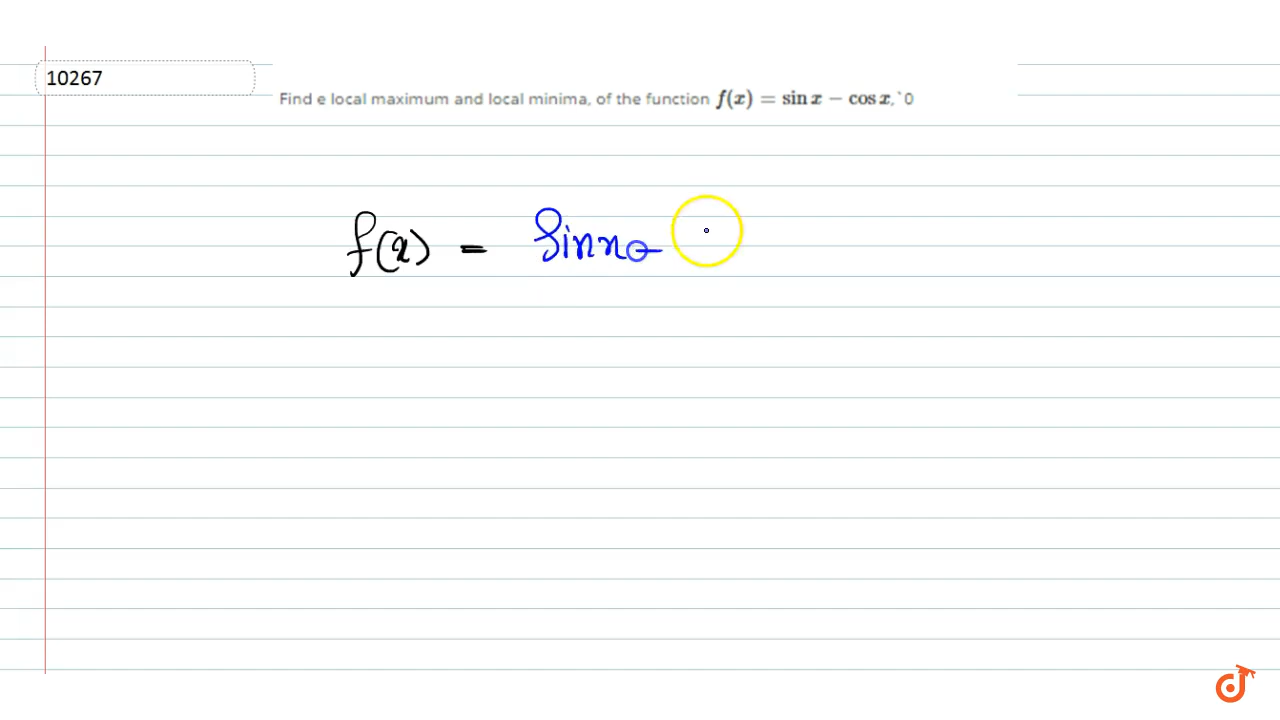 10267
Find e local maximum and local minima, of the function f(x) = sin x − cos x,`0
f(x) = Sinx -